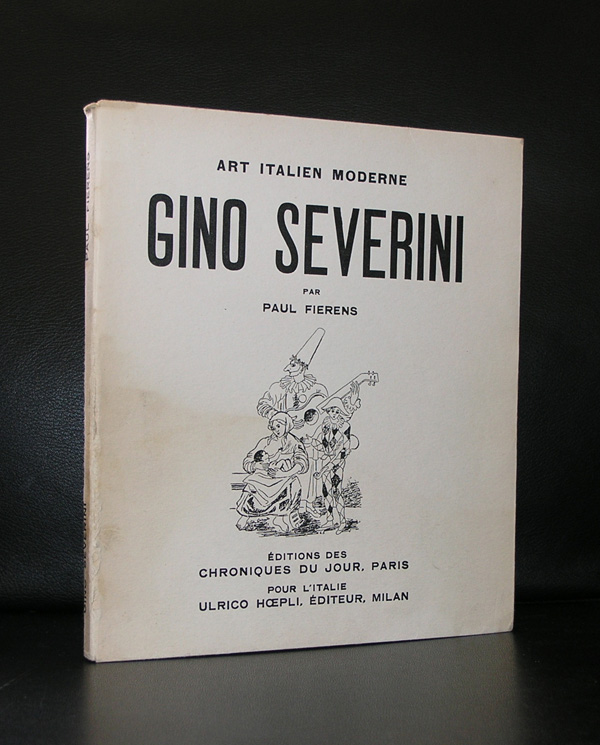 ART ITALIEN MODERNE
GINO SEVERINI
PAR
PAUL FIERENS
ÉDITIONS DES
CHRONIQUES DU JOUR, PARIS
POUR L'ITALIE
ULRICO HŒPLI, ÉDITEUR, MILAN
PAUL FIERENS
GINO SEVERINI